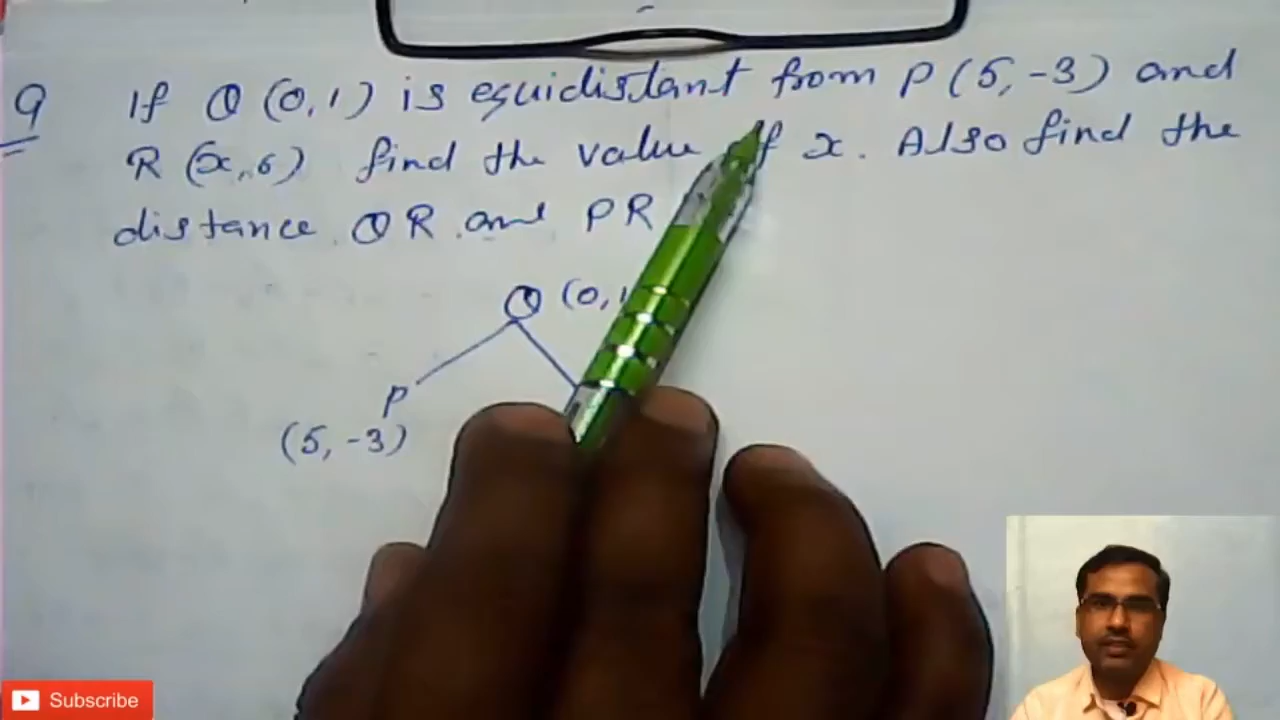 Q If Q (0,1) is equidistant from P (5,-3) and
R (x, 6) find the value of x. Also find the
distance QR and PR
Q (0,1
P
(5, -3)
Subscribe